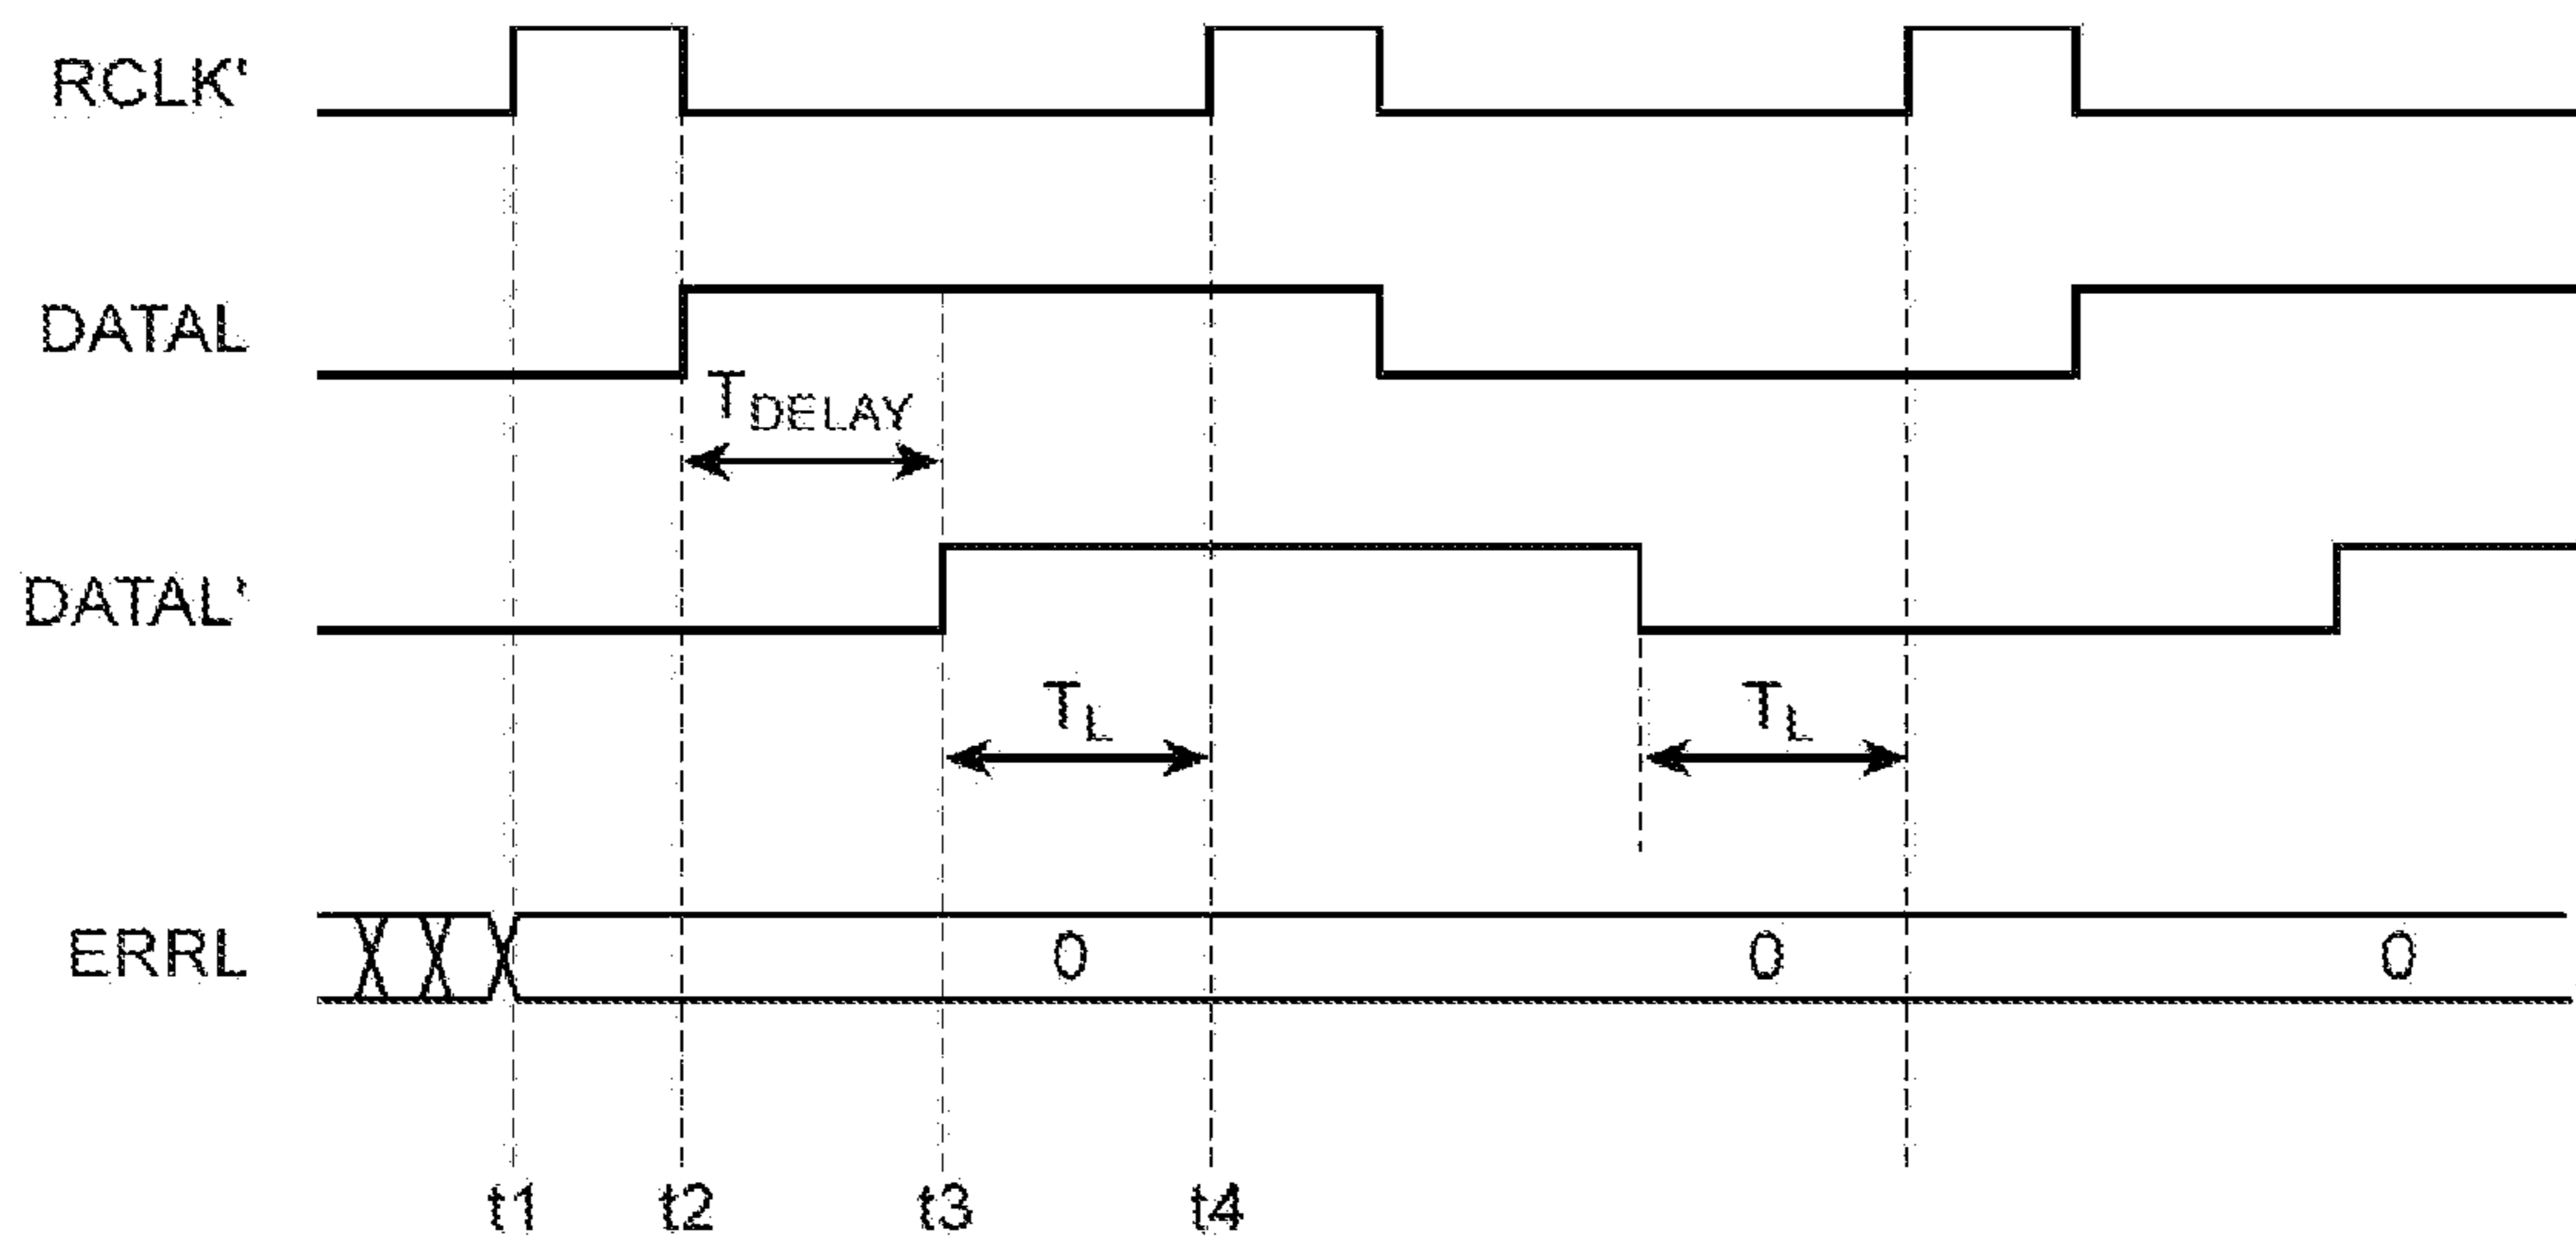 RCLK'
DATAL
TDELAY
DATAL'
TL TL
ERRL 0 0 0
t1 t2 t3 t4